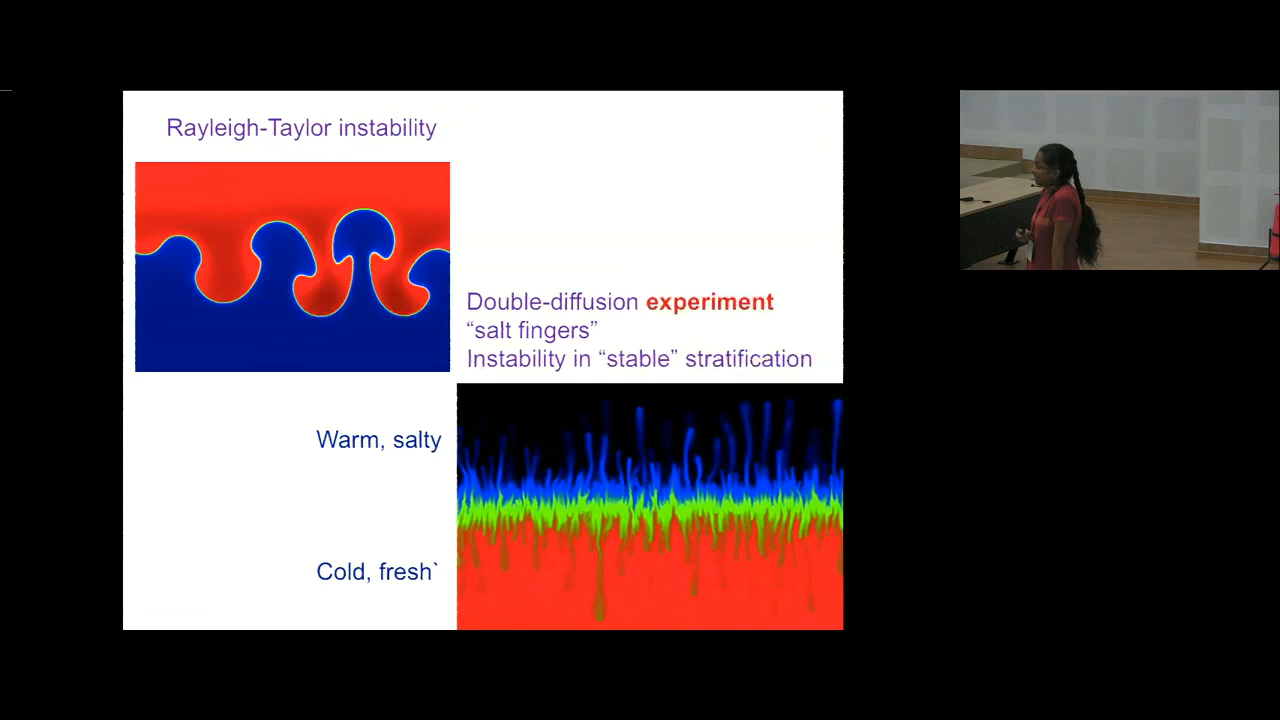 Rayleigh-Taylor instability
Double-diffusion experiment
“salt fingers”
Instability in “stable” stratification
Warm, salty
Cold, fresh`